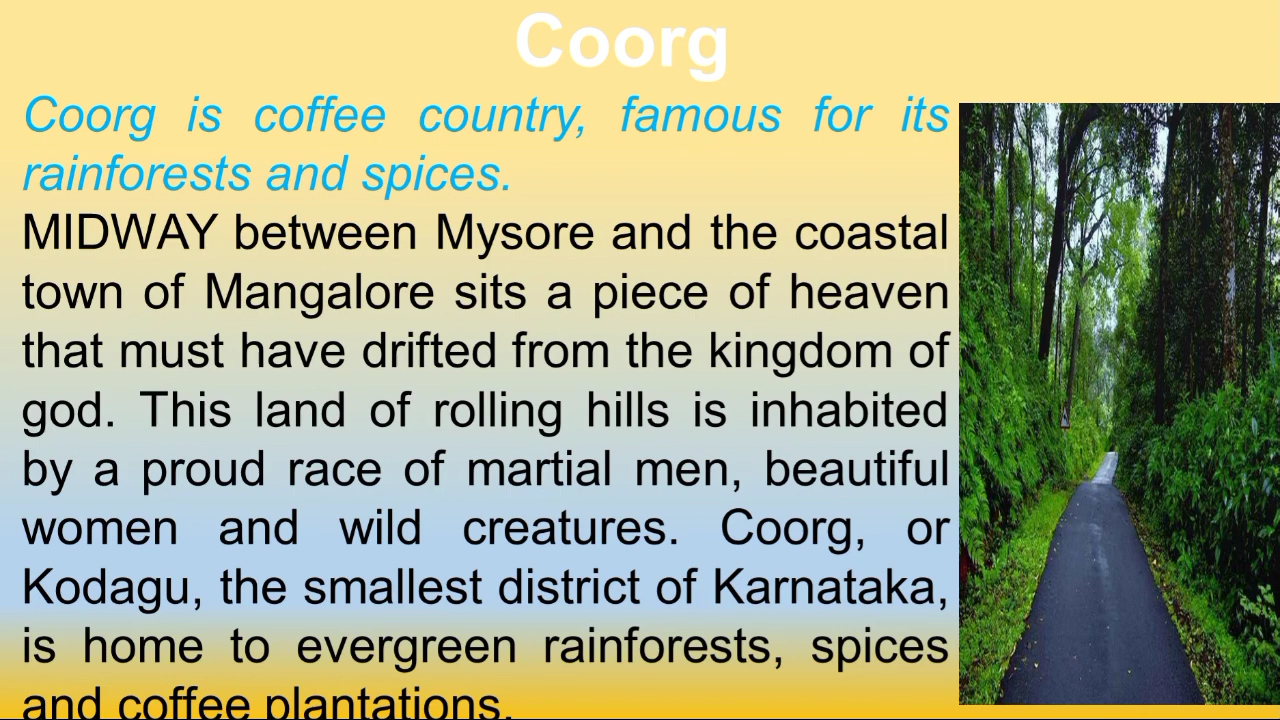 Coorg
Coorg is coffee country, famous for its
rainforests and spices.
MIDWAY between Mysore and the coastal
town of Mangalore sits a piece of heaven
that must have drifted from the kingdom of
god. This land of rolling hills is inhabited
by a proud race of martial men, beautiful
women and wild creatures. Coorg, or
Kodagu, the smallest district of Karnataka,
is home to evergreen rainforests, spices
and coffee plantations.